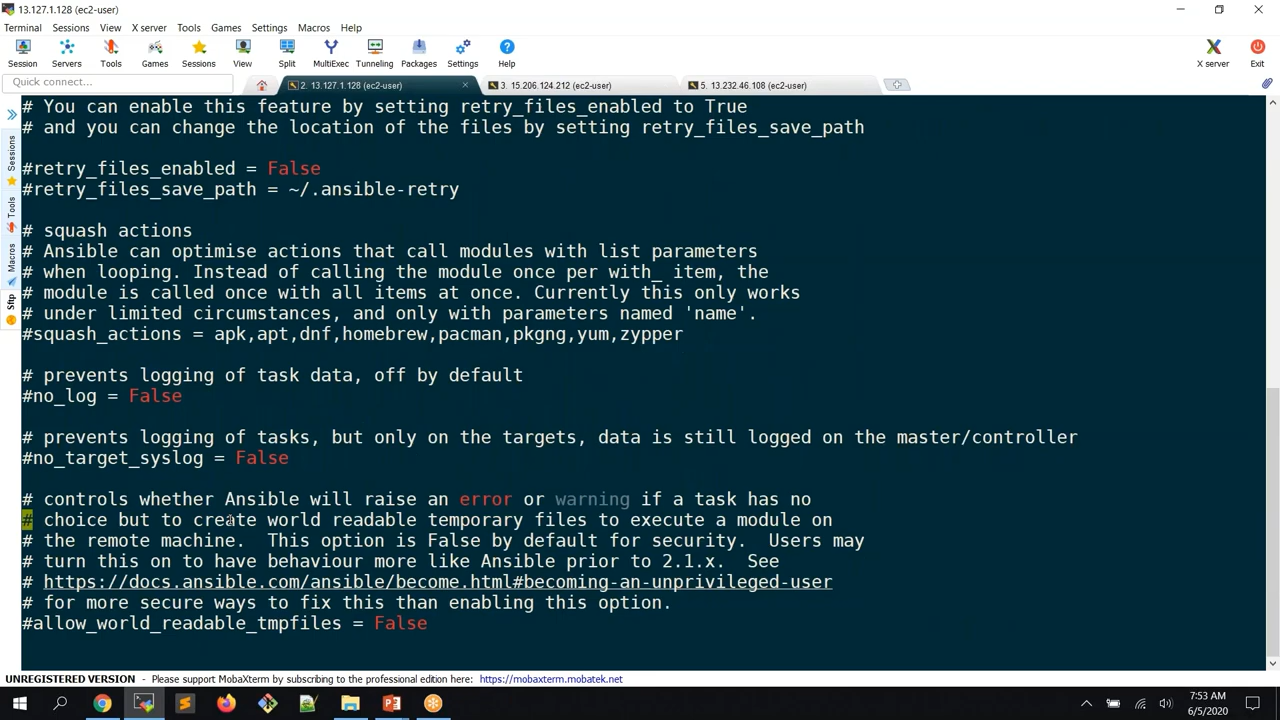 13.127.1.128 (ec2-user)
Terminal Sessions View X server Tools Games Settings Macros Help
Session Servers Tools Games Sessions View Split MultiExec Tunneling Packages Settings Help X server Exit
Quick connect...
2. 13.127.1.128 (ec2-user)
3. 15.206.124.212 (ec2-user)
5. 13.232.46.108 (ec2-user)
Sessions
Tools
Macros
Sftp
# You can enable this feature by setting retry_files_enabled to True
# and you can change the location of the files by setting retry_files_save_path
#retry_files_enabled = False
#retry_files_save_path = ~/.ansible-retry
# squash actions
# Ansible can optimise actions that call modules with list parameters
# when looping. Instead of calling the module once per with_ item, the
# module is called once with all items at once. Currently this only works
# under limited circumstances, and only with parameters named 'name'.
#squash_actions = apk,apt,dnf,homebrew,pacman,pkgng,yum,zypper
# prevents logging of task data, off by default
#no_log = False
# prevents logging of tasks, but only on the targets, data is still logged on the master/controller
#no_target_syslog = False
# controls whether Ansible will raise an error or warning if a task has no
# choice but to create world readable temporary files to execute a module on
# the remote machine.  This option is False by default for security.  Users may
# turn this on to have behaviour more like Ansible prior to 2.1.x.  See
# https://docs.ansible.com/ansible/become.html#becoming-an-unprivileged-user
# for more secure ways to fix this than enabling this option.
#allow_world_readable_tmpfiles = False
UNREGISTERED VERSION - Please support MobaXterm by subscribing to the professional edition here: https://mobaxterm.mobatek.net
7:53 AM
6/5/2020